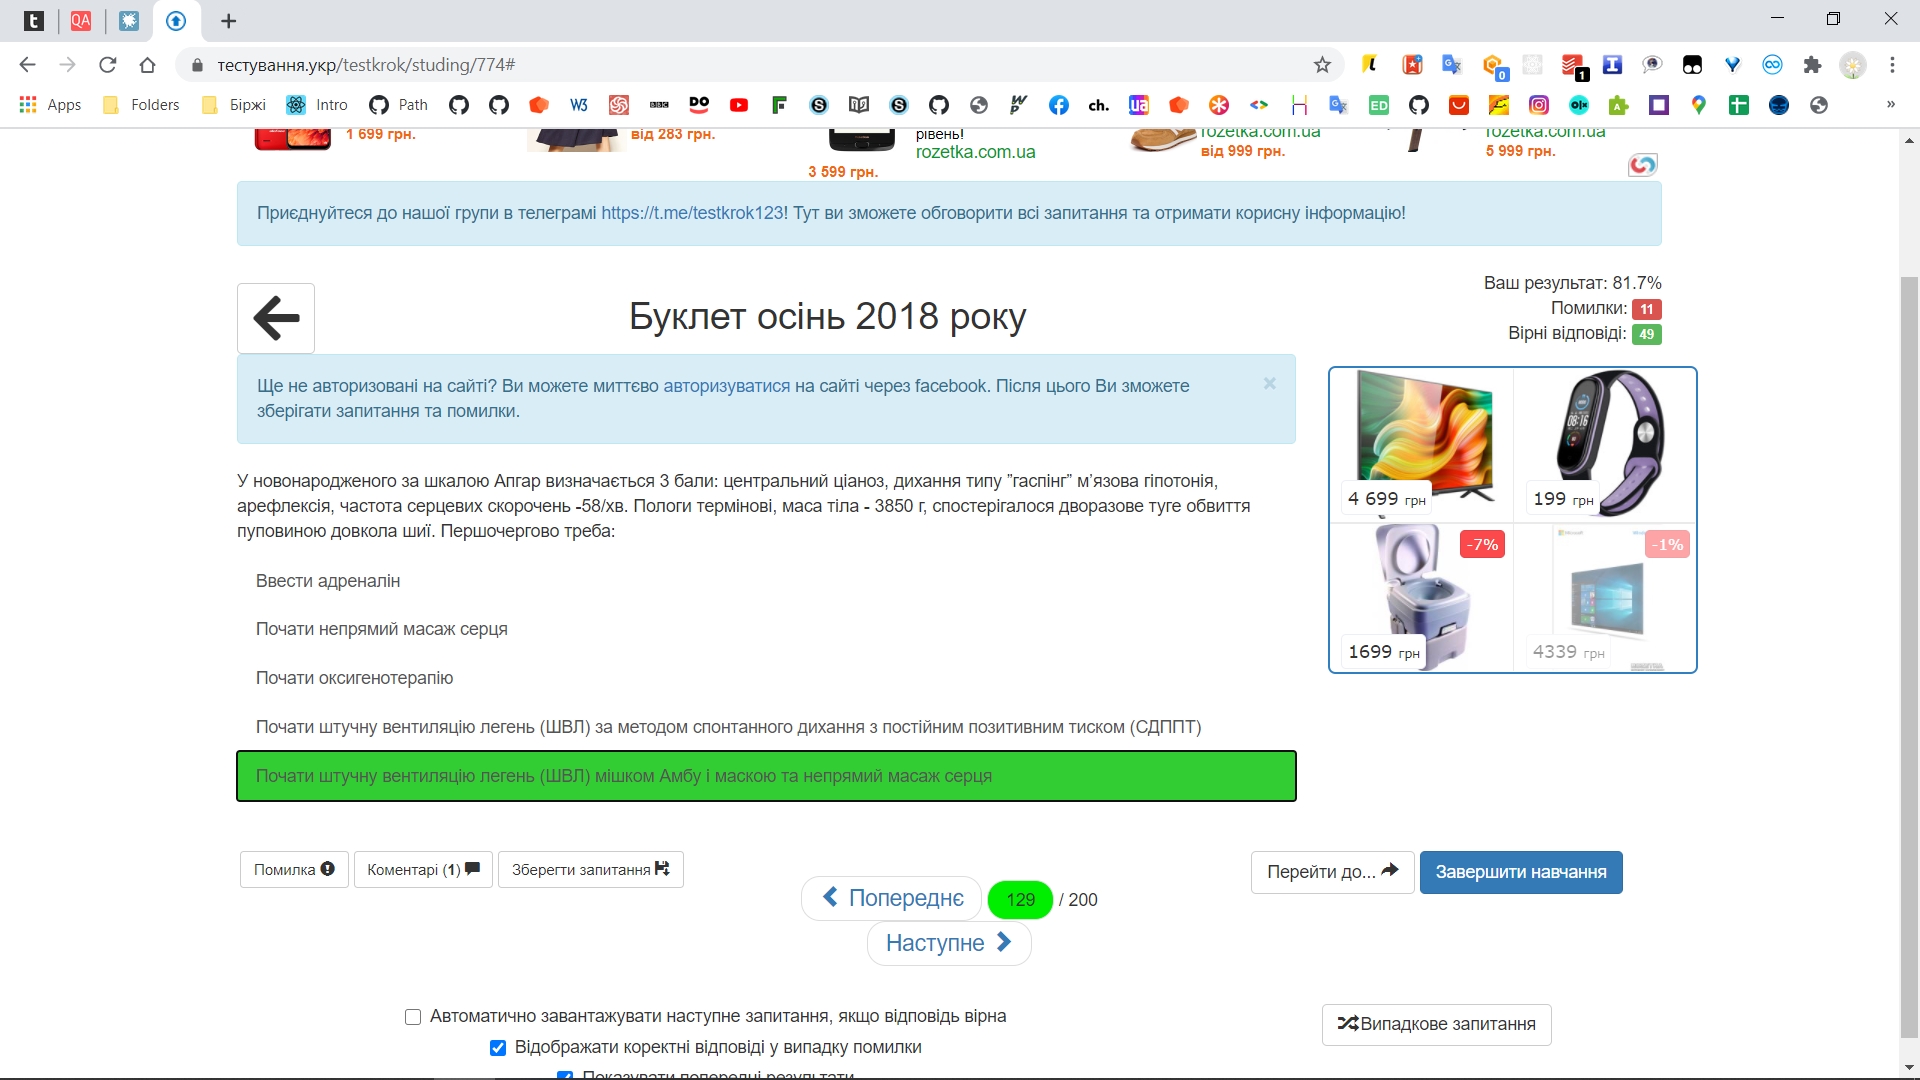 тестування.укр/testkrok/studing/774#
Apps
Folders
Біржі
Intro
Path
1 699 грн.
від 283 грн.
3 599 грн.
рівень!
rozetka.com.ua
rozetka.com.ua
від 999 грн.
rozetka.com.ua
5 999 грн.
Приєднуйтеся до нашої групи в телеграмі https://t.me/testkrok123! Тут ви зможете обговорити всі запитання та отримати корисну інформацію!
Буклет осінь 2018 року
Ваш результат: 81.7%
Помилки: 11
Вірні відповіді: 49
Ще не авторизовані на сайті? Ви можете миттєво авторизуватися на сайті через facebook. Після цього Ви зможете
зберігати запитання та помилки.
×
4 699 грн
199 грн
-7%
1699 грн
-1%
4339 грн
У новонародженого за шкалою Апгар визначається 3 бали: центральний ціаноз, дихання типу "гаспінг" м'язова гіпотонія,
арефлексія, частота серцевих скорочень -58/хв. Пологи термінові, маса тіла - 3850 г, спостерігалося дворазове туге обвиття
пуповиною довкола шиї. Першочергово треба:
Ввести адреналін
Почати непрямий масаж серця
Почати оксигенотерапію
Почати штучну вентиляцію легень (ШВЛ) за методом спонтанного дихання з постійним позитивним тиском (СДППТ)
Почати штучну вентиляцію легень (ШВЛ) мішком Амбу і маскою та непрямий масаж серця
Помилка
Коментарі (1)
Зберегти запитання
Попереднє
129 / 200
Наступне
Перейти до...
Завершити навчання
Автоматично завантажувати наступне запитання, якщо відповідь вірна
Відображати коректні відповіді у випадку помилки
Показувати попередні результати
Випадкове запитання